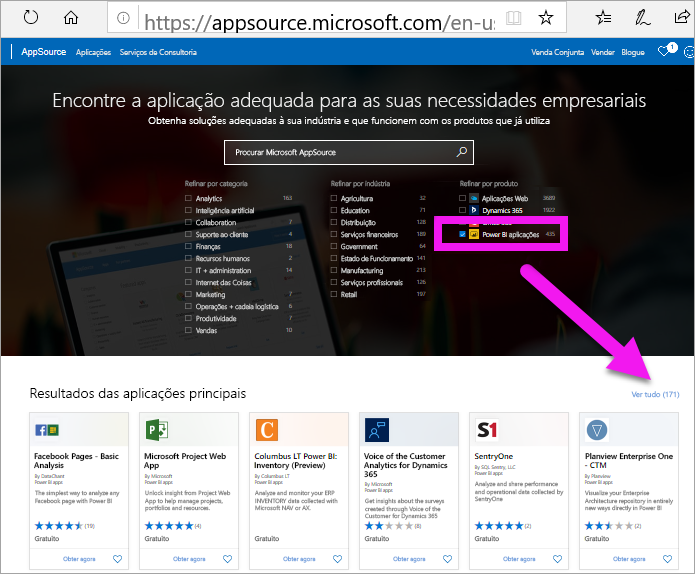 https://appsource.microsoft.com/en-us
AppSource Aplicações Serviços de Consultoria Venda Conjunta Vender Blogue 1
Encontre a aplicação adequada para as suas necessidades empresariais
Obtenha soluções adequadas à sua indústria e que funcionem com os produtos que já utiliza
Procurar Microsoft AppSource
Refinar por categoria
Analytics 163
Inteligência artificial
Collaboration 7
Suporte ao cliente 4
Finanças 18
Recursos humanos 2
IT + administration 14
Internet das Coisas
Marketing 7
Operações + cadeia logística 6
Produtividade 7
Vendas 10
Refinar por indústria
Agricultura 32
Education 71
Distribuição 128
Serviços financeiros 189
Government 64
Estado de Funcionamento 141
Manufacturing 213
Serviços profissionais 126
Retail 197
Refinar por produto
Aplicações Web 3689
Dynamics 365 1922
Power BI aplicações 435
Resultados das aplicações principais
Ver tudo (171)
Facebook Pages - Basic
Analysis
By DataChant
Power BI apps
The simplest way to analyze any
Facebook page with Power BI
(19)
Gratuito
Obter agora
Microsoft Project Web
App
By Microsoft
Power BI apps
Unlock insight from Project Web
App to help manage projects,
portfolios and resources.
(4)
Gratuito
Obter agora
Columbus LT Power BI:
Inventory (Preview)
By Columbus LT
Power BI apps
Analyze and monitor your ERP
INVENTORY data collected with
Microsoft NAV or AX.
Gratuito
Obter agora
Voice of the Customer
Analytics for Dynamics
365
By Microsoft
Power BI apps
Get insights about the surveys
created through Voice of the
Customer for Dynamics 365
(8)
Gratuito
Obter agora
S1
SentryOne
By SQL Sentry, LLC
Power BI apps
Analyze and share performance
and operational data collected by
SentryOne
(2)
Gratuito
Obter agora
Planview Enterprise One
- CTM
By Planview
Power BI apps
Visualize your Enterprise
Architecture repository in entirely
new ways directly in Power BI
(2)
Gratuito
Obter agora